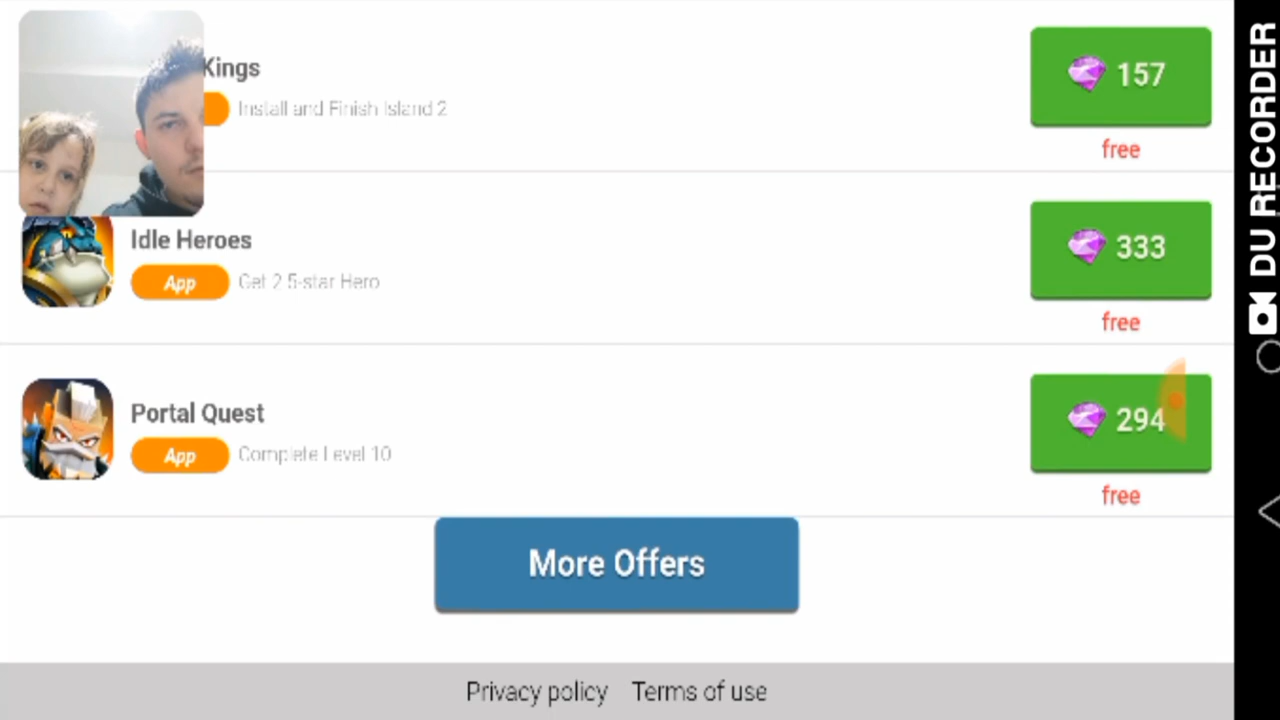 Kings
Install and Finish Island 2
157
free
Idle Heroes
App
Get 2 5-star Hero
333
free
Portal Quest
App
Complete Level 10
294
free
More Offers
Privacy policy
Terms of use
DU RECORDER